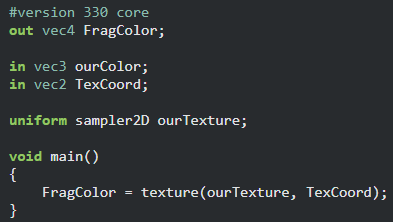 #version 330 core
out vec4 FragColor;

in vec3 ourColor;
in vec2 TexCoord;

uniform sampler2D ourTexture;

void main()
{
    FragColor = texture(ourTexture, TexCoord);
}